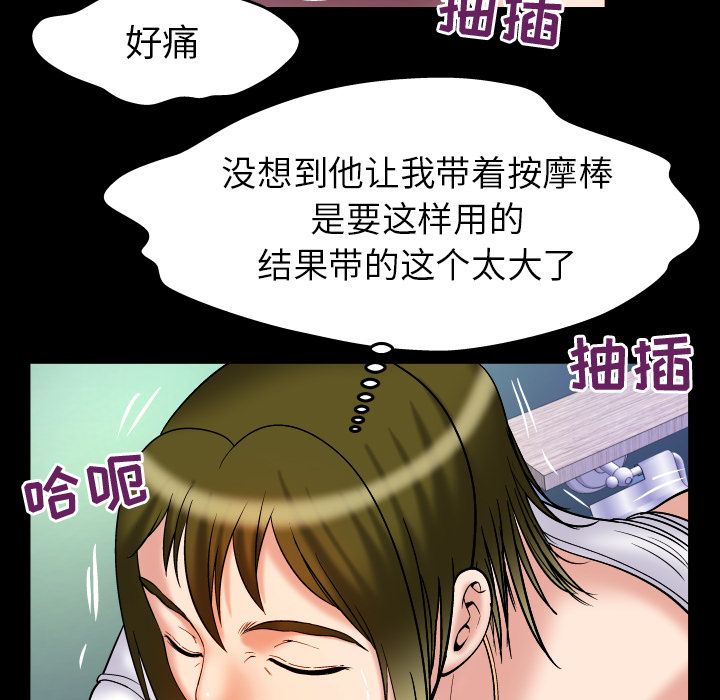 抽插
好痛
没想到他让我带着按摩棒
是要这样用的
结果带的这个太大了
抽插
哈呃